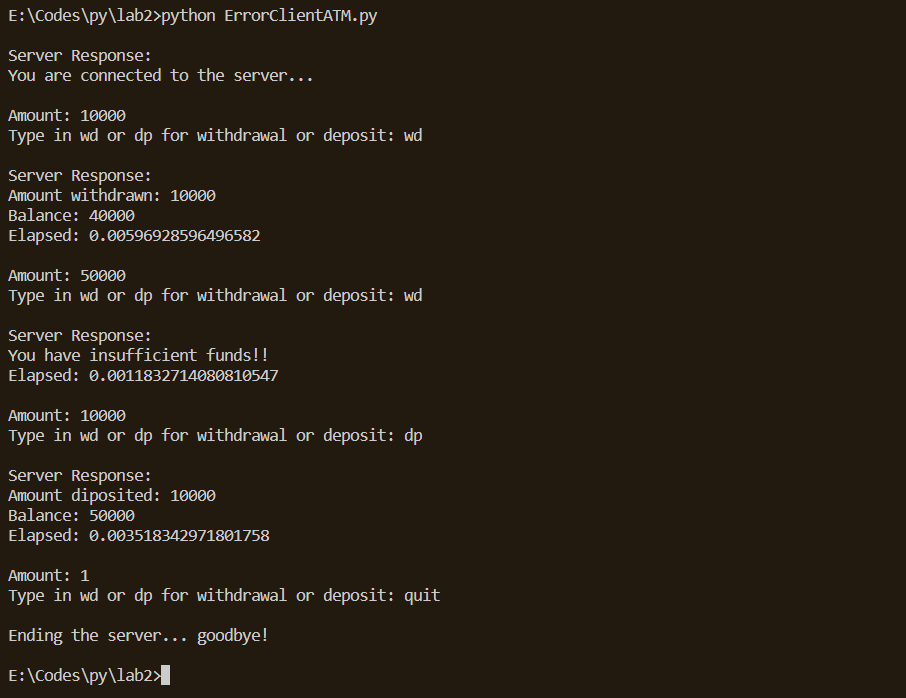 E:\Codes\py\lab2>python ErrorClientATM.py
Server Response:
You are connected to the server...
Amount: 10000
Type in wd or dp for withdrawal or deposit: wd
Server Response:
Amount withdrawn: 10000
Balance: 40000
Elapsed: 0.00596928596496582
Amount: 50000
Type in wd or dp for withdrawal or deposit: wd
Server Response:
You have insufficient funds!!
Elapsed: 0.0011832714080810547
Amount: 10000
Type in wd or dp for withdrawal or deposit: dp
Server Response:
Amount diposited: 10000
Balance: 50000
Elapsed: 0.003518342971801758
Amount: 1
Type in wd or dp for withdrawal or deposit: quit
Ending the server... goodbye!
E:\Codes\py\lab2>